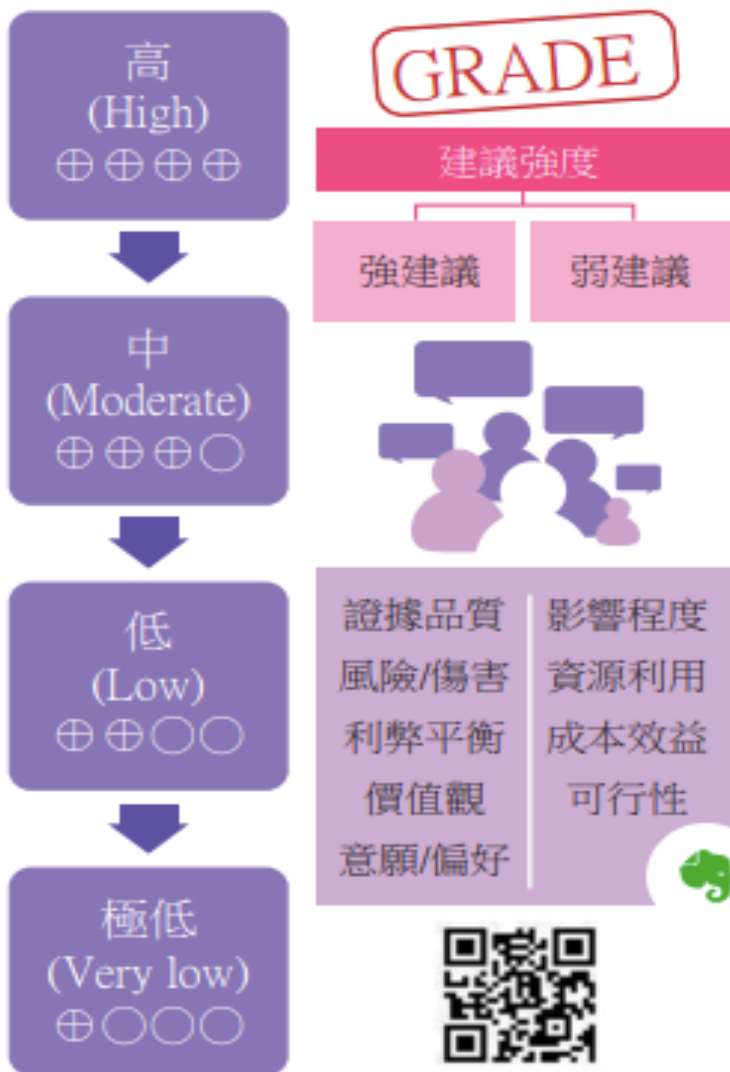 高
(High)
⊕⊕⊕⊕
中
(Moderate)
⊕⊕⊕◯
低
(Low)
⊕⊕◯◯
極低
(Very low)
⊕◯◯◯
GRADE
建議強度
強建議
弱建議
證據品質
風險/傷害
利弊平衡
價值觀
意願/偏好
影響程度
資源利用
成本效益
可行性